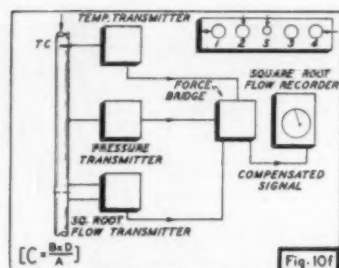 TEMP. TRANSMITTER
TC
1 2 S 3 4
FORCE-
BRIDGE
SQUARE ROOT
FLOW RECORDER
PRESSURE
TRANSMITTER
COMPENSATED
SIGNAL
SQ. ROOT
FLOW TRANSMITTER
[C = B×D/A]
Fig. 10f